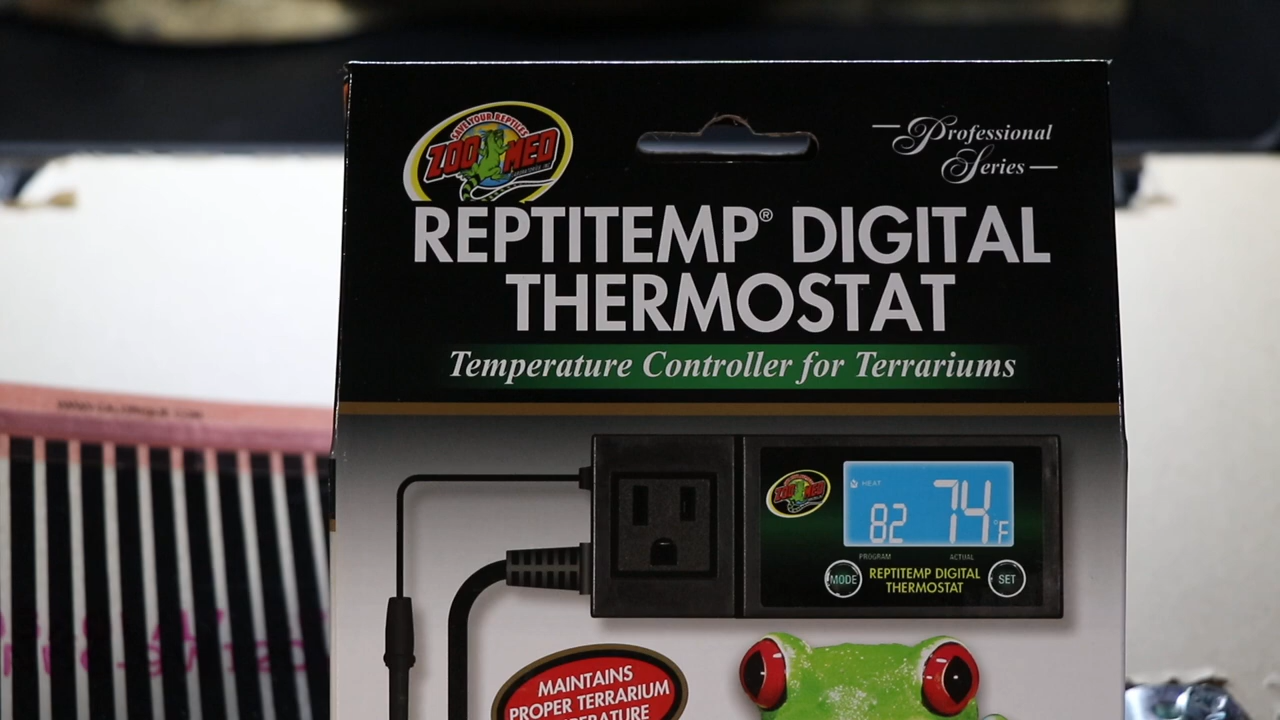 SAVE YOUR REPTILES
ZOO MED
Professional
Series
REPTITEMP® DIGITAL
THERMOSTAT
Temperature Controller for Terrariums
ZOO MED
HEAT
82 74°F
PROGRAM ACTUAL
MODE
REPTITEMP DIGITAL
THERMOSTAT
SET
MAINTAINS
PROPER TERRARIUM